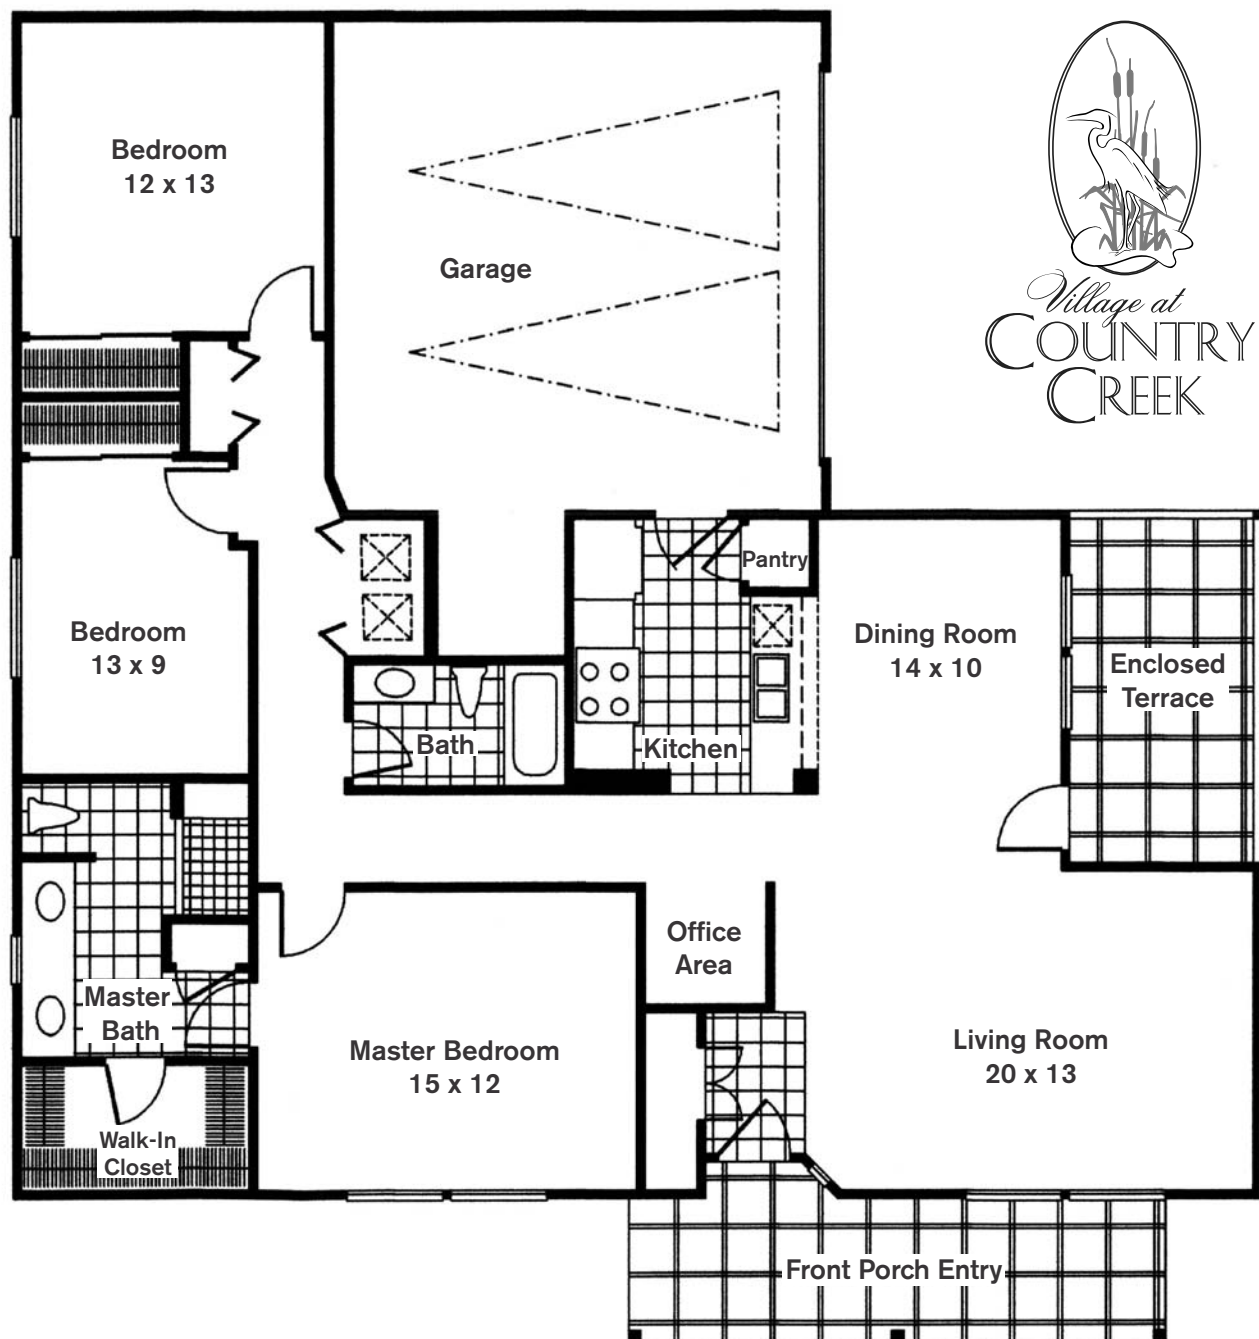 Bedroom
12 x 13
Garage
Village at
COUNTRY
CREEK
Pantry
Bedroom
13 x 9
Dining Room
14 x 10
Enclosed
Terrace
Bath
Kitchen
Office
Area
Master
Bath
Master Bedroom
15 x 12
Living Room
20 x 13
Walk-In
Closet
Front Porch Entry